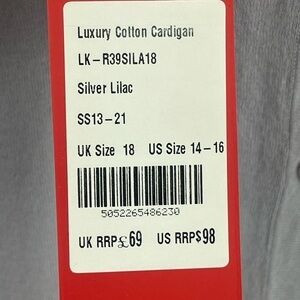 Luxury Cotton Cardigan
LK-R39SILA18
Silver Lilac
SS13-21
UK Size 18 US Size 14-16
5052265486230
UK RRP£69 US RRP$98